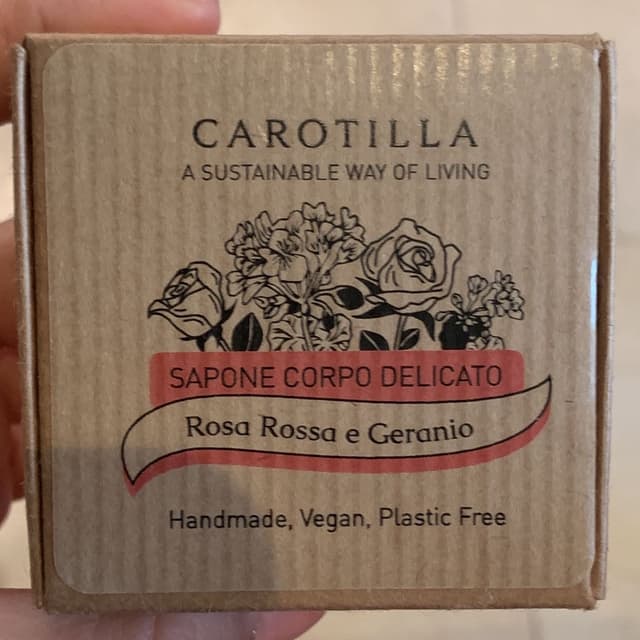 CAROTILLA
A SUSTAINABLE WAY OF LIVING
SAPONE CORPO DELICATO
Rosa Rossa e Geranio
Handmade, Vegan, Plastic Free